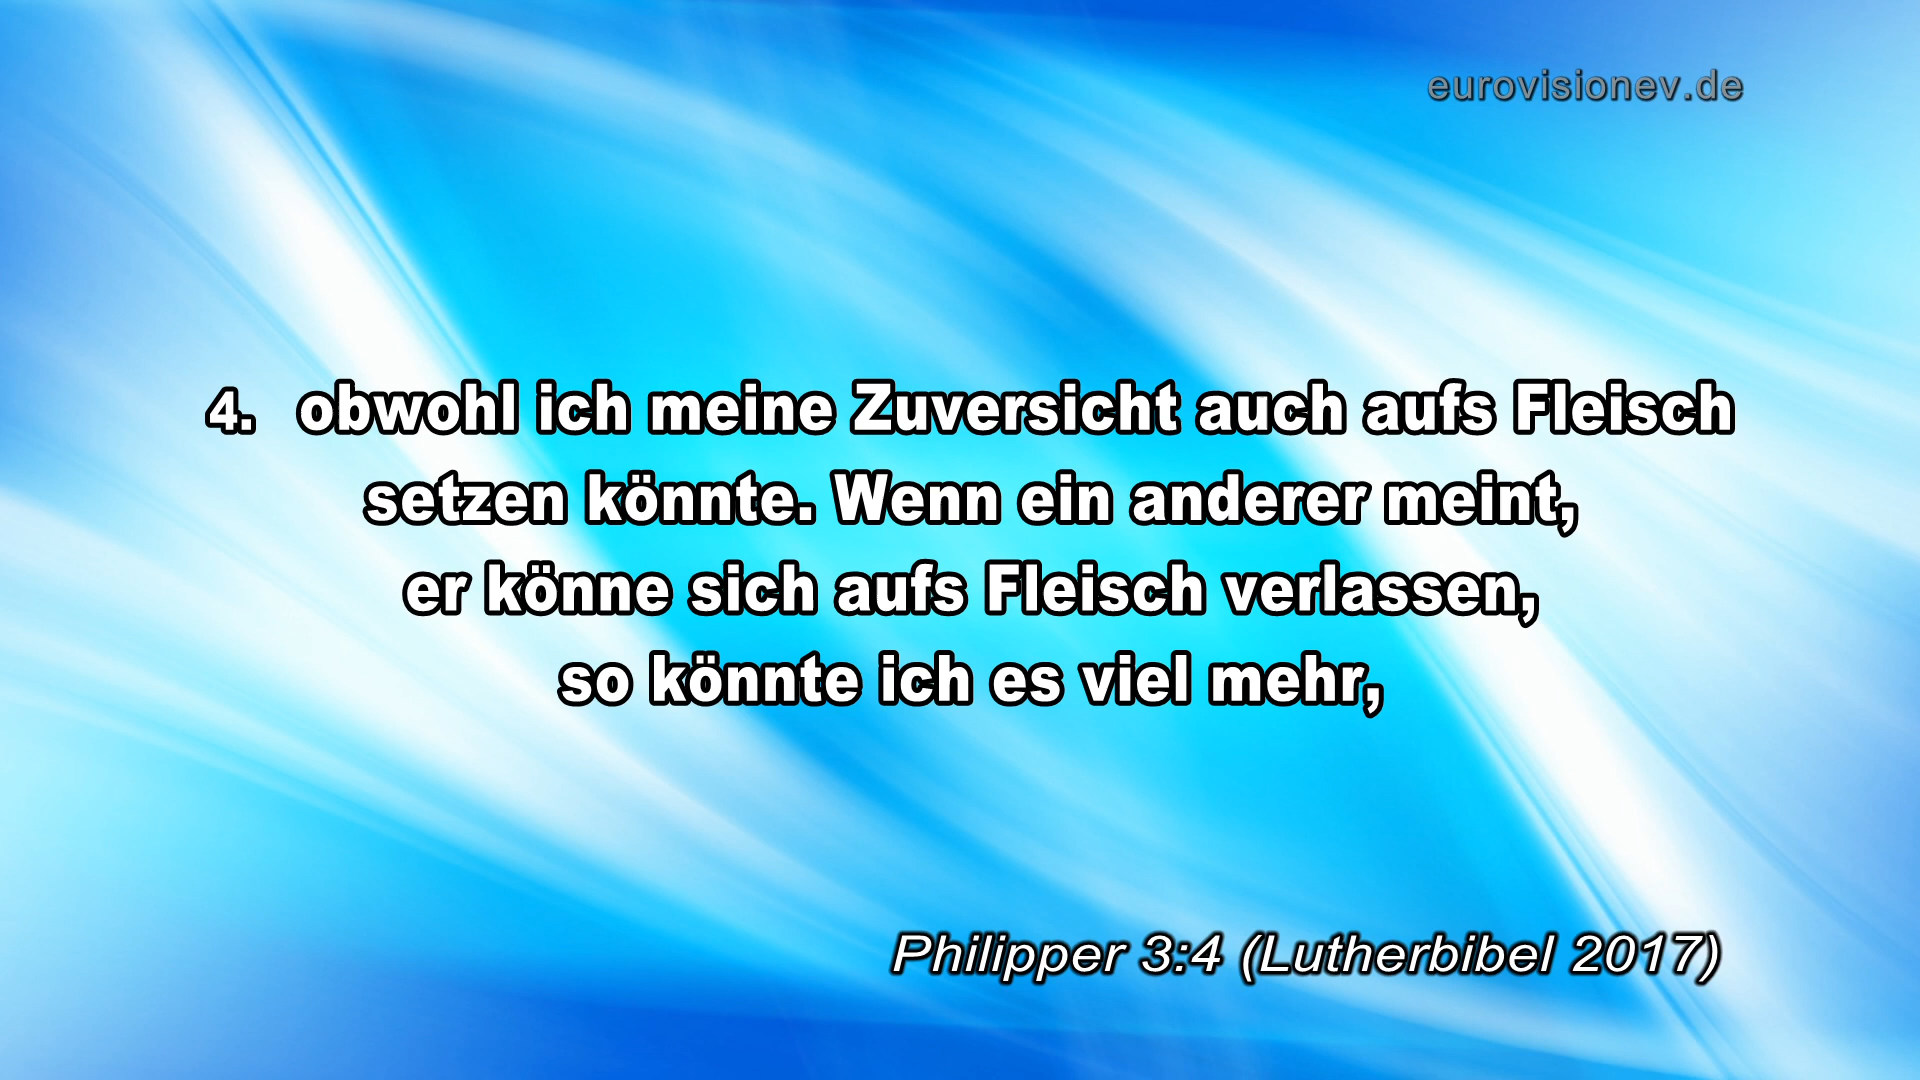 eurovisionev.de
4. obwohl ich meine Zuversicht auch aufs Fleisch
setzen könnte. Wenn ein anderer meint,
er könne sich aufs Fleisch verlassen,
so könnte ich es viel mehr,
Philipper 3:4 (Lutherbibel 2017)